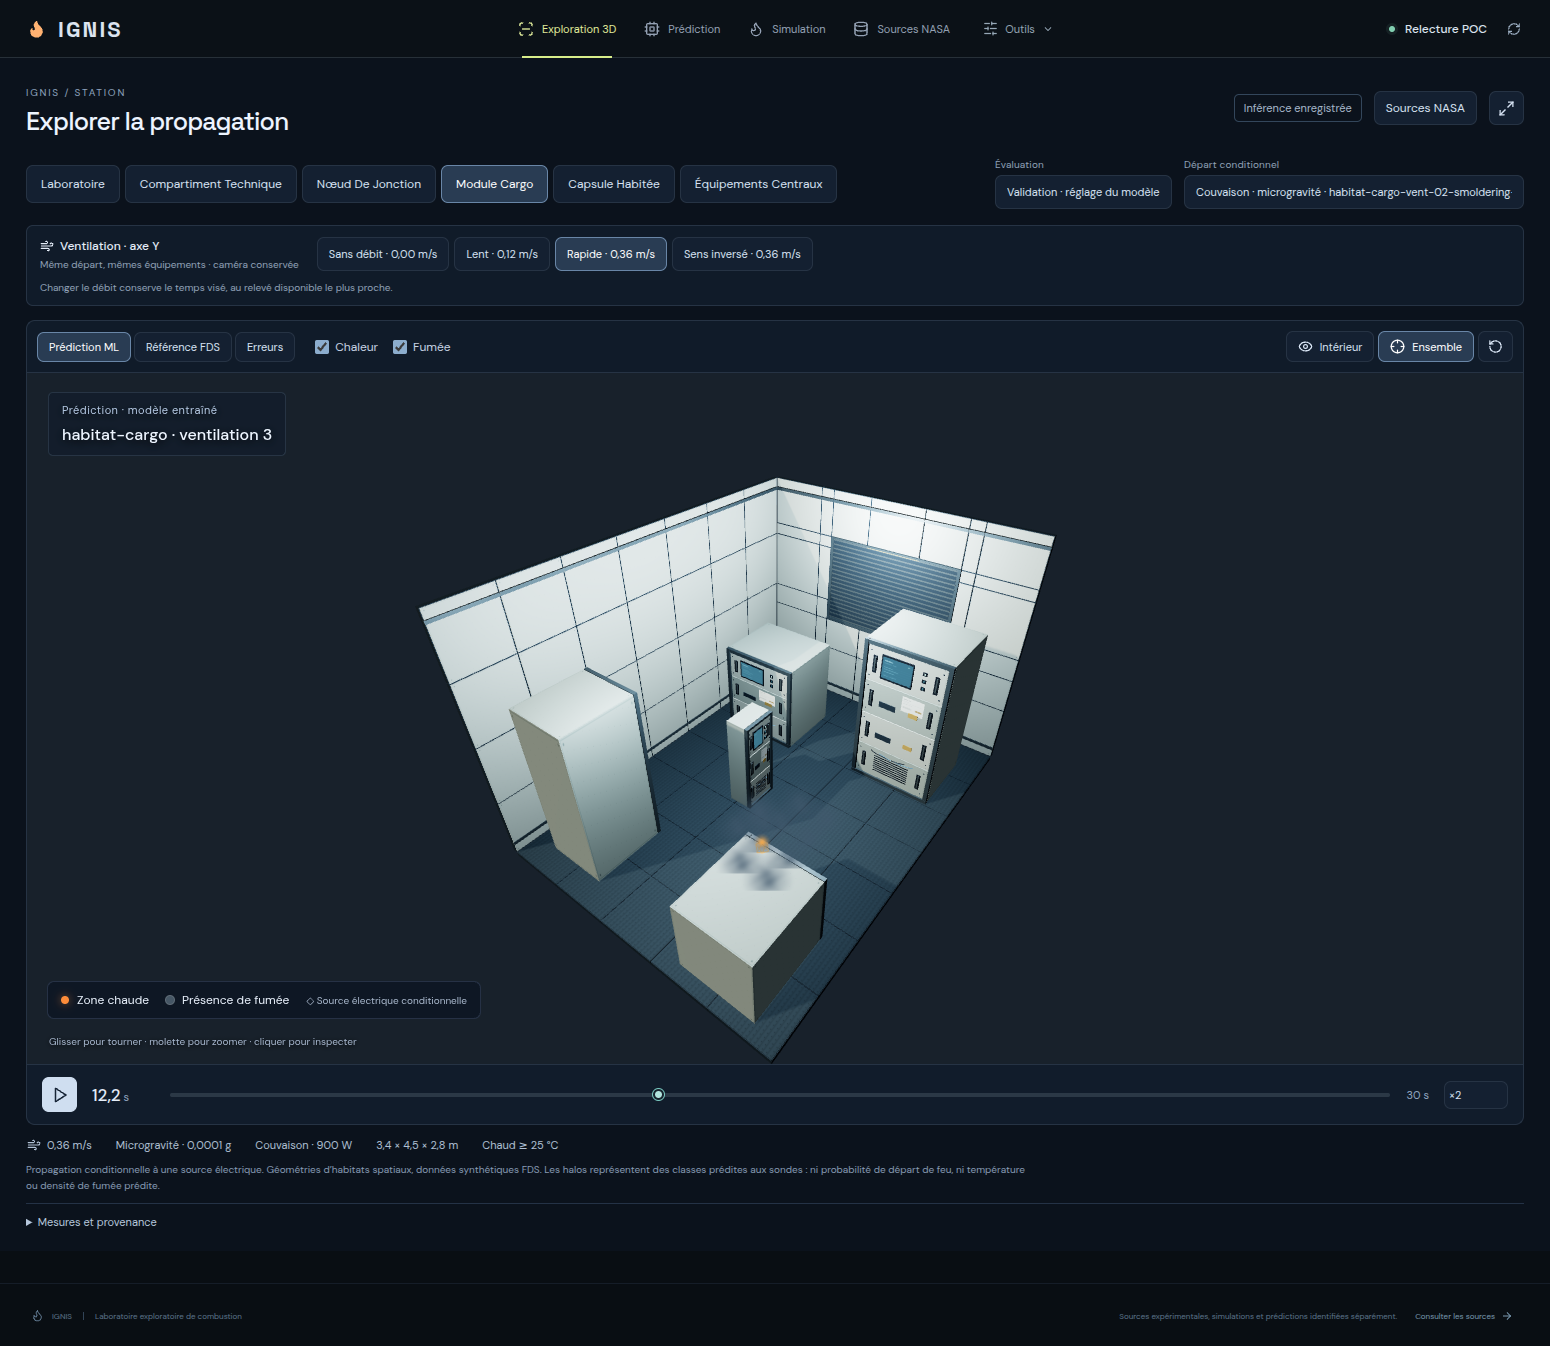 IGNIS
Exploration 3D
Prédiction
Simulation
Sources NASA
Outils
Relecture POC
IGNIS / STATION
Explorer la propagation
Inférence enregistrée
Sources NASA
Laboratoire
Compartiment Technique
Nœud De Jonction
Module Cargo
Capsule Habitée
Équipements Centraux
Évaluation
Validation · réglage du modèle
Départ conditionnel
Couvaison · microgravité · habitat-cargo-vent-02-smoldering
Ventilation · axe Y
Même départ, mêmes équipements · caméra conservée
Sans débit · 0,00 m/s
Lent · 0,12 m/s
Rapide · 0,36 m/s
Sens inversé · 0,36 m/s
Changer le débit conserve le temps visé, au relevé disponible le plus proche.
Prédiction ML
Référence FDS
Erreurs
Chaleur
Fumée
Intérieur
Ensemble
Prédiction · modèle entraîné
habitat-cargo · ventilation 3
Zone chaude
Présence de fumée
◇ Source électrique conditionnelle
Glisser pour tourner · molette pour zoomer · cliquer pour inspecter
12,2 s
30 s
×2
0,36 m/s
Microgravité · 0,0001 g
Couvaison · 900 W
3,4 × 4,5 × 2,8 m
Chaud ≥ 25 °C
Propagation conditionnelle à une source électrique. Géométries d'habitats spatiaux, données synthétiques FDS. Les halos représentent des classes prédites aux sondes : ni probabilité de départ de feu, ni température
ou densité de fumée prédite.
▶ Mesures et provenance
IGNIS | Laboratoire exploratoire de combustion
Sources expérimentales, simulations et prédictions identifiées séparément.
Consulter les sources →